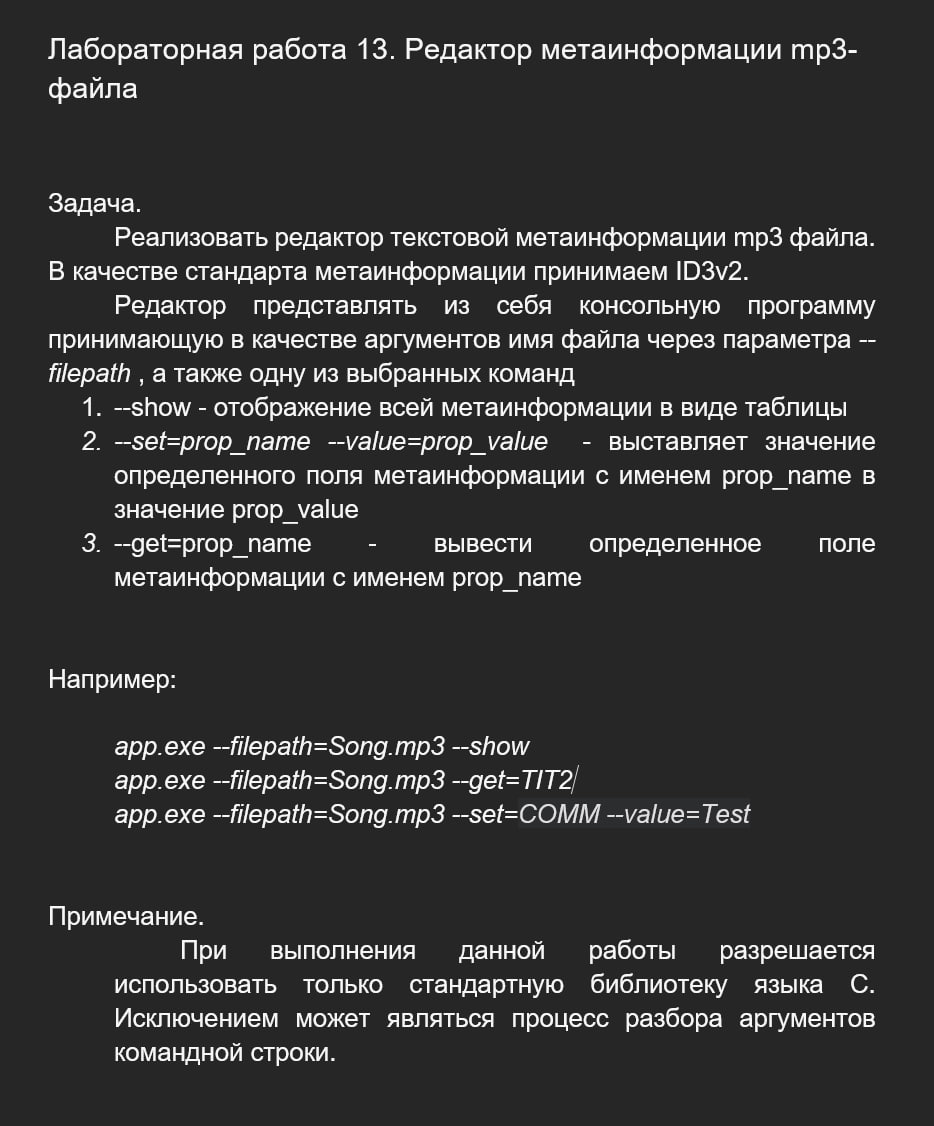 Лабораторная работа 13. Редактор метаинформации mp3-
файла
Задача.
Реализовать редактор текстовой метаинформации mp3 файла.
В качестве стандарта метаинформации принимаем ID3v2.
Редактор представлять из себя консольную программу
принимающую в качестве аргументов имя файла через параметра --
filepath , а также одну из выбранных команд
1. --show - отображение всей метаинформации в виде таблицы
2. --set=prop_name --value=prop_value - выставляет значение
определенного поля метаинформации с именем prop_name в
значение prop_value
3. --get=prop_name - вывести определенное поле
метаинформации с именем prop_name
Например:
app.exe --filepath=Song.mp3 --show
app.exe --filepath=Song.mp3 --get=TIT2
app.exe --filepath=Song.mp3 --set=COMM --value=Test
Примечание.
При выполнения данной работы разрешается
использовать только стандартную библиотеку языка С.
Исключением может являться процесс разбора аргументов
командной строки.